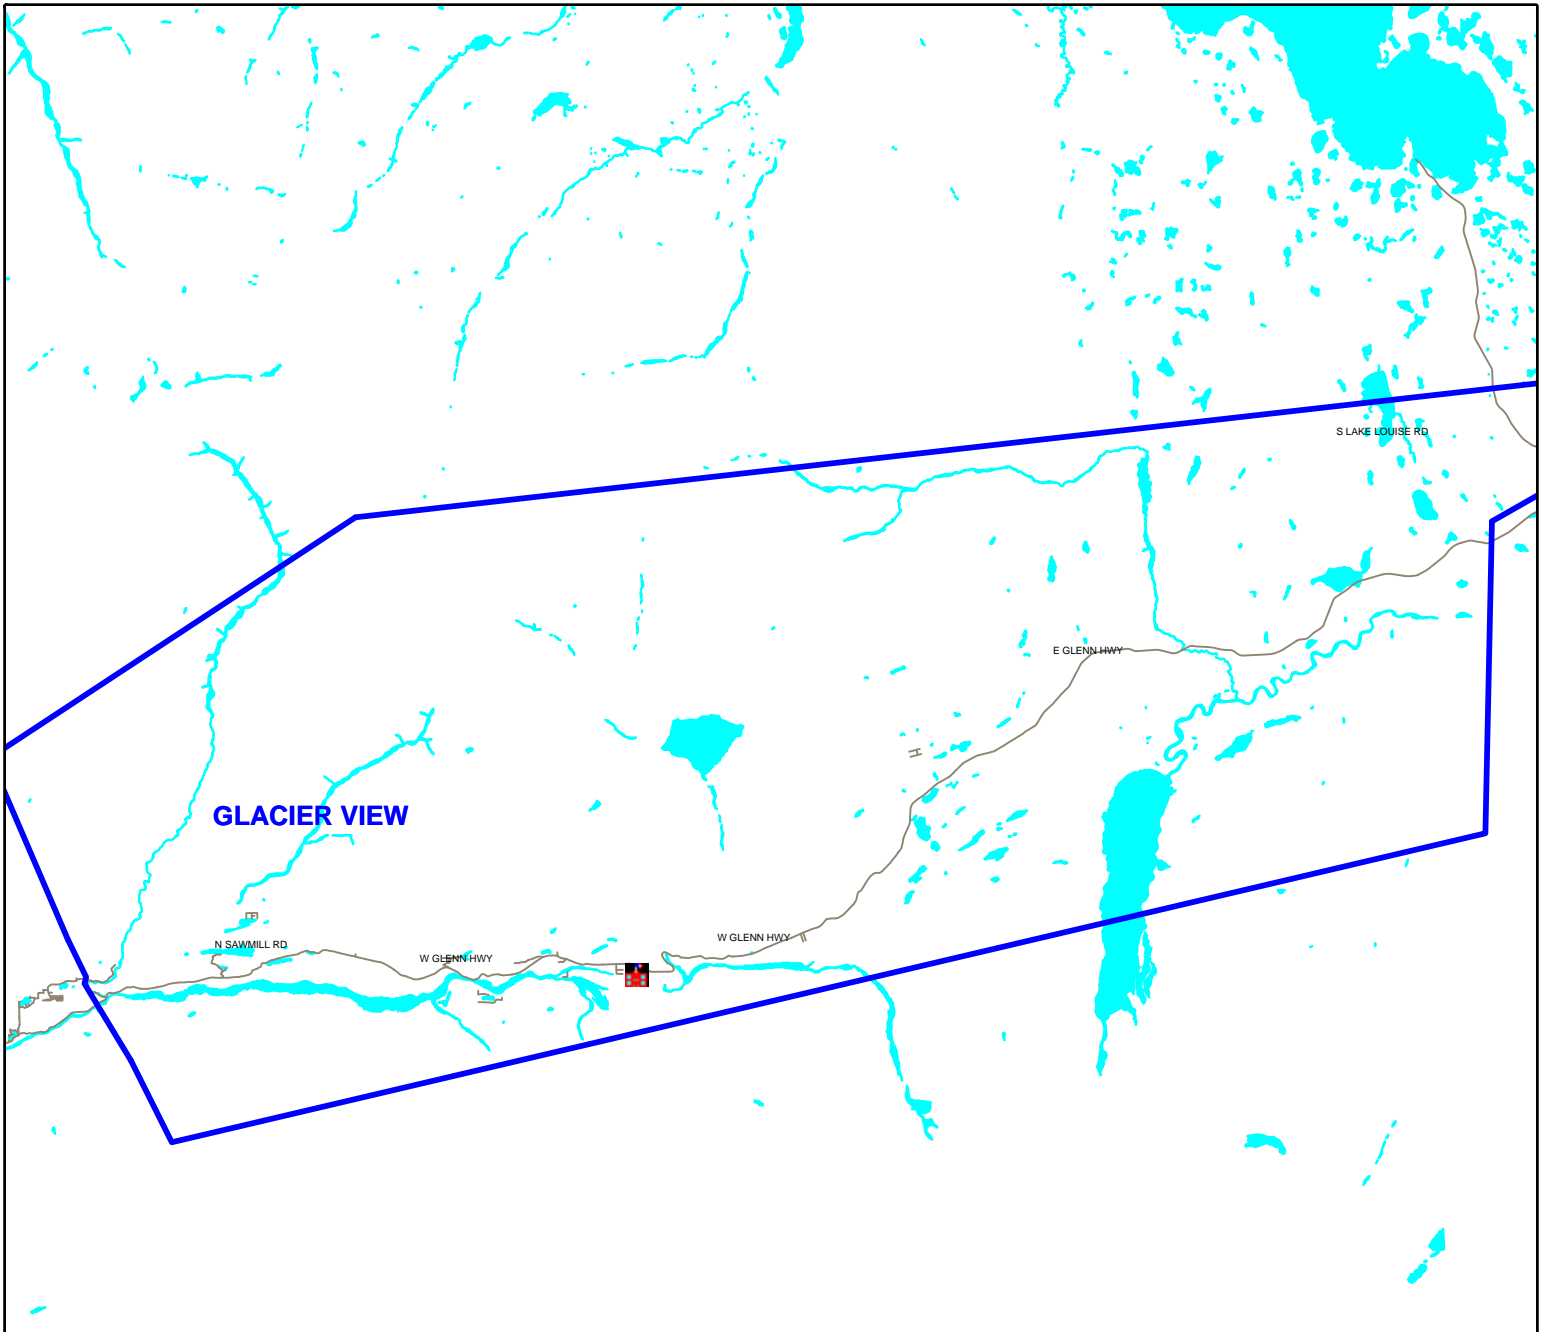 S LAKE LOUISE RD
E GLENN HWY
GLACIER VIEW
W GLENN HWY
N SAWMILL RD
W GLENN HWY